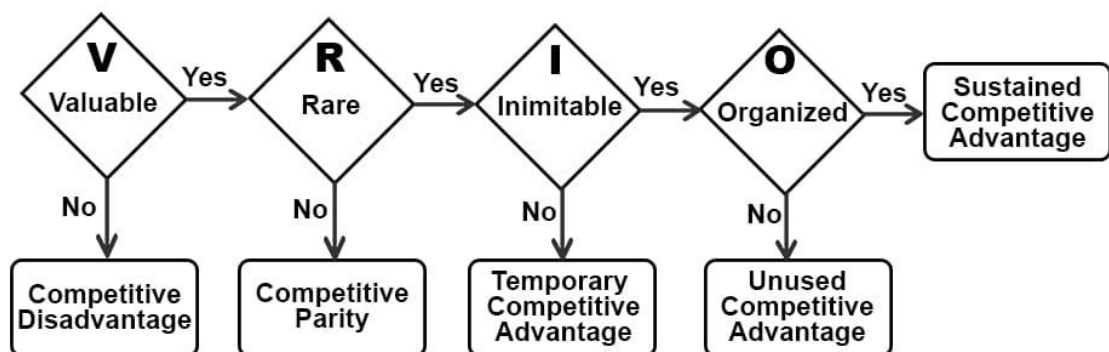 V
Valuable
Yes
R
Rare
Yes
I
Inimitable
Yes
O
Organized
Yes
Sustained
Competitive
Advantage
No
No
No
No
Competitive
Disadvantage
Competitive
Parity
Temporary
Competitive
Advantage
Unused
Competitive
Advantage